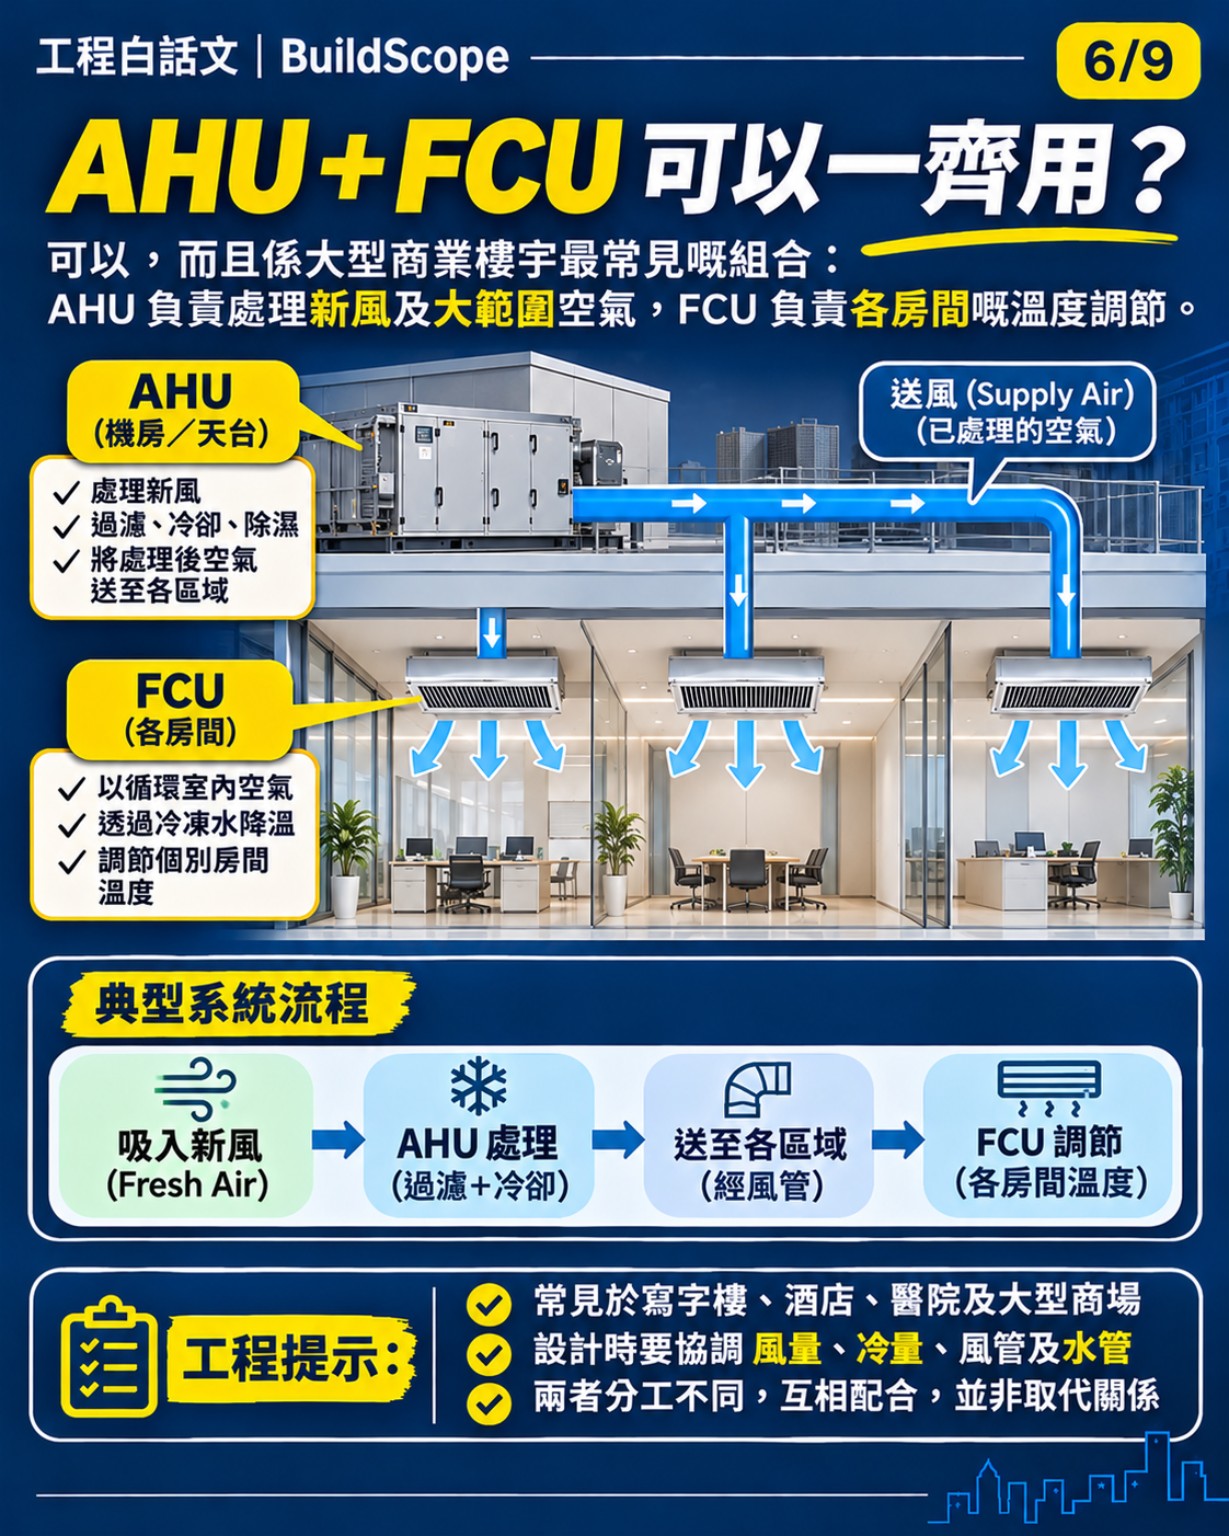 工程白話文｜BuildScope
6/9
AHU+FCU 可以一齊用？
可以，而且係大型商業樓宇最常見嘅組合：
AHU 負責處理新風及大範圍空氣，FCU 負責各房間嘅溫度調節。
AHU
(機房／天台)
處理新風
過濾、冷卻、除濕
將處理後空氣
送至各區域
送風 (Supply Air)
(已處理的空氣)
FCU
(各房間)
以循環室內空氣
透過冷凍水降溫
調節個別房間
溫度
典型系統流程
吸入新風
(Fresh Air)
AHU 處理
(過濾+冷卻)
送至各區域
(經風管)
FCU 調節
(各房間溫度)
工程提示：
常見於寫字樓、酒店、醫院及大型商場
設計時要協調 風量、冷量、風管及水管
兩者分工不同，互相配合，並非取代關係